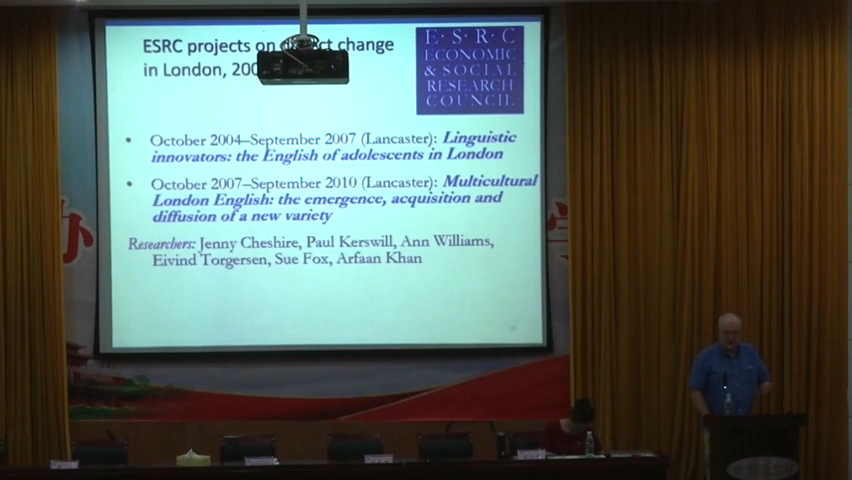 ESRC projects on change
in London,
E·S·R·C
ECONOMIC
& SOCIAL
RESEARCH
COUNCIL
• October 2004–September 2007 (Lancaster): Linguistic
innovators: the English of adolescents in London
• October 2007–September 2010 (Lancaster): Multicultural
London English: the emergence, acquisition and
diffusion of a new variety
Researchers: Jenny Cheshire, Paul Kerswill, Ann Williams,
Eivind Torgersen, Sue Fox, Arfaan Khan